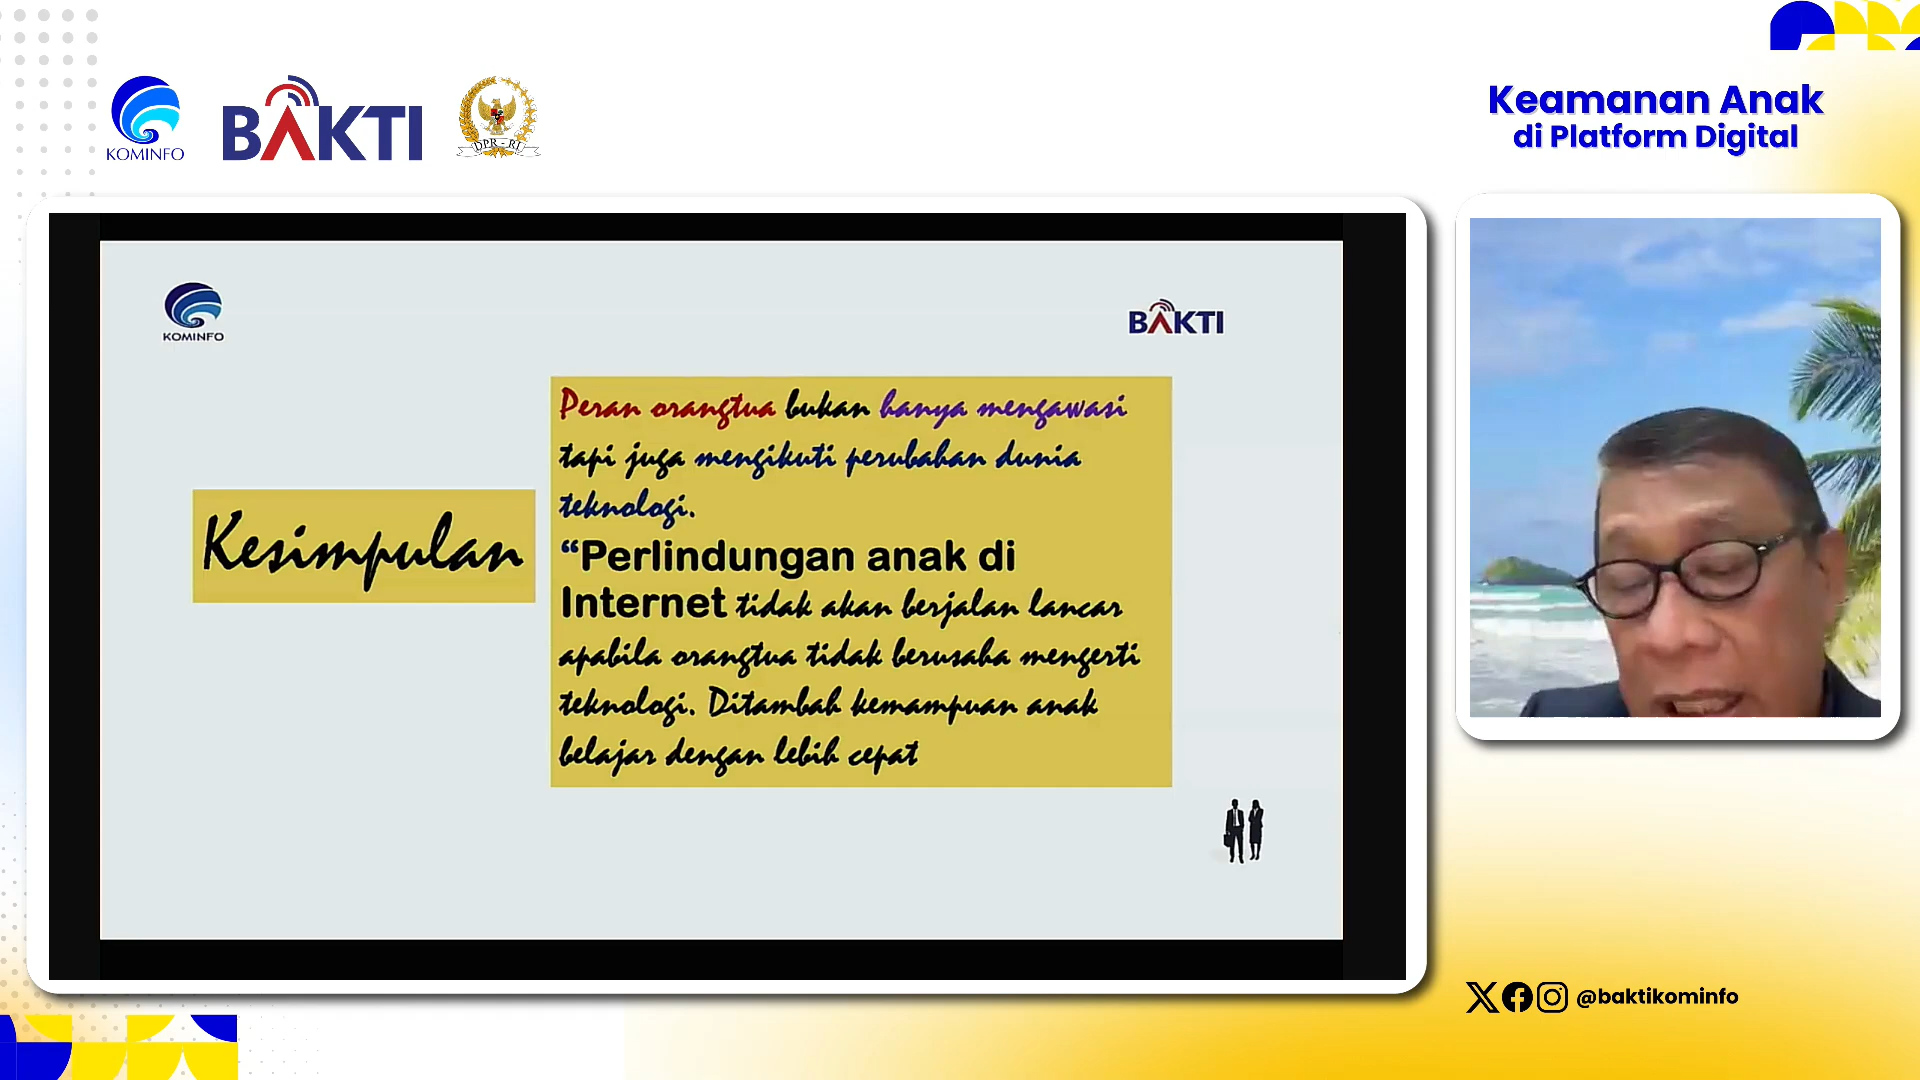 KOMINFO
BAKTI
DPR - RI
Keamanan Anak
di Platform Digital
KOMINFO
BAKTI
Kesimpulan
Peran orangtua bukan hanya mengawasi
tapi juga mengikuti perubahan dunia
teknologi.
“Perlindungan anak di
Internet tidak akan berjalan lancar
apabila orangtua tidak berusaha mengerti
teknologi. Ditambah kemampuan anak
belajar dengan lebih cepat
@baktikominfo